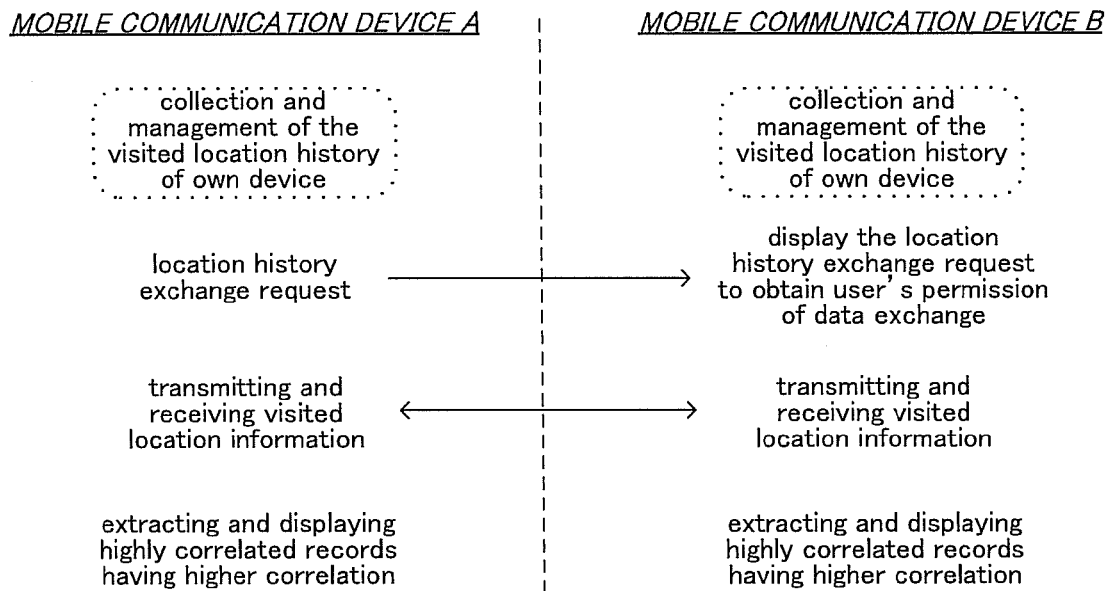 MOBILE COMMUNICATION DEVICE A
MOBILE COMMUNICATION DEVICE B
collection and
management of the
visited location history
of own device
collection and
management of the
visited location history
of own device
location history
exchange request
display the location
history exchange request
to obtain user's permission
of data exchange
transmitting and
receiving visited
location information
transmitting and
receiving visited
location information
extracting and displaying
highly correlated records
having higher correlation
extracting and displaying
highly correlated records
having higher correlation